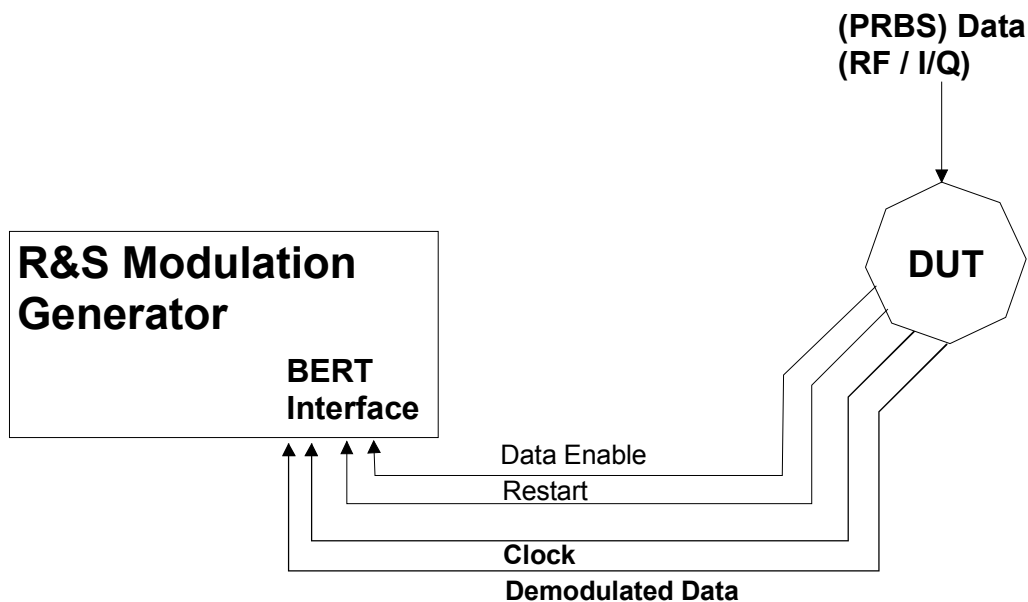 (PRBS) Data
(RF / I/Q)
DUT
R&S Modulation
Generator
BERT
Interface
Data Enable
Restart
Clock
Demodulated Data